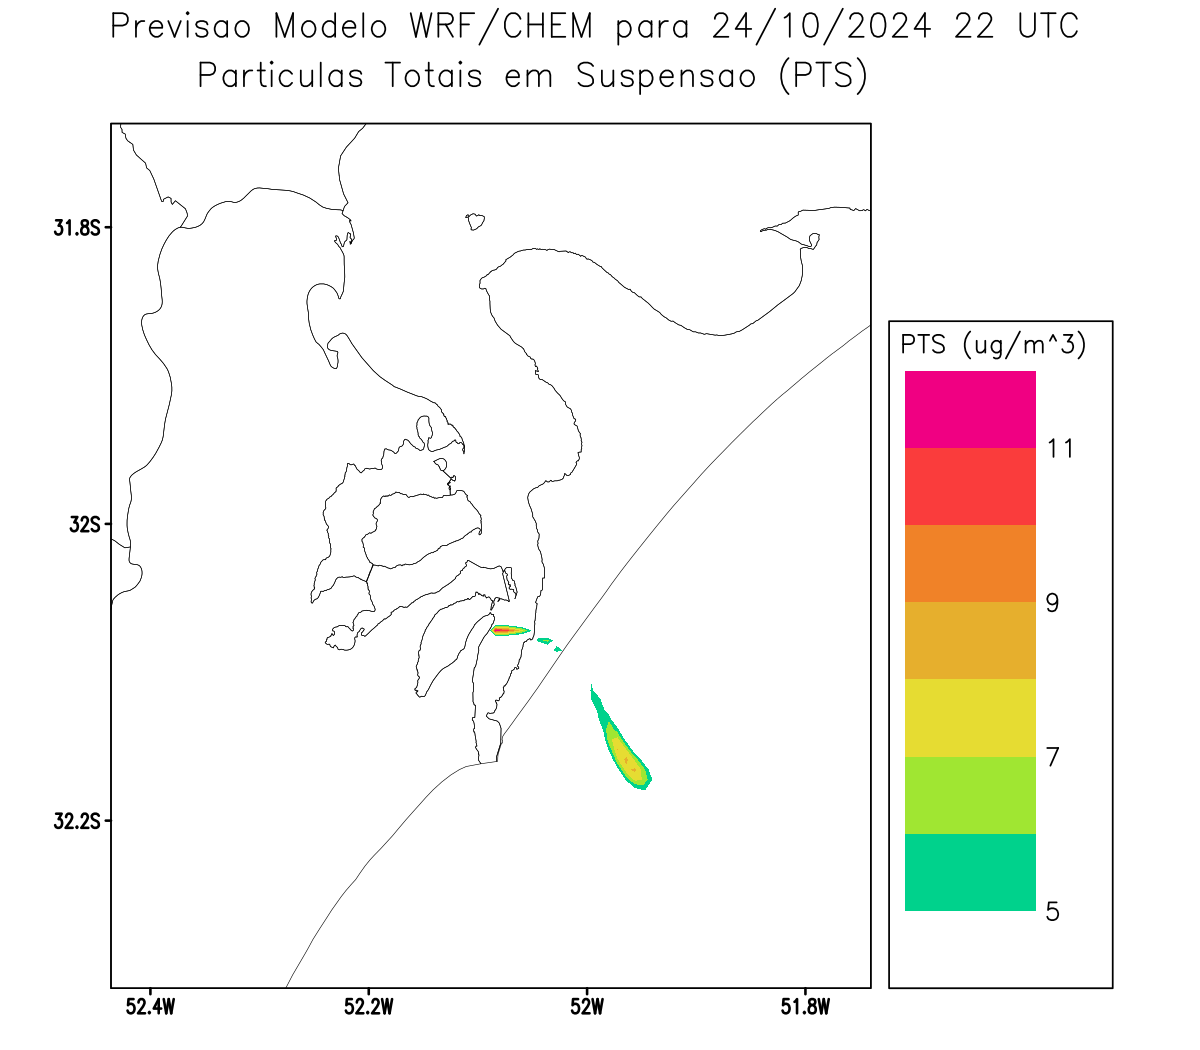 Previsao Modelo WRF/CHEM para 24/10/2024 22 UTC
Particulas Totais em Suspensao (PTS)
31.8S
32S
32.2S
52.4W
52.2W
52W
51.8W
PTS (ug/m^3)
11
9
7
5